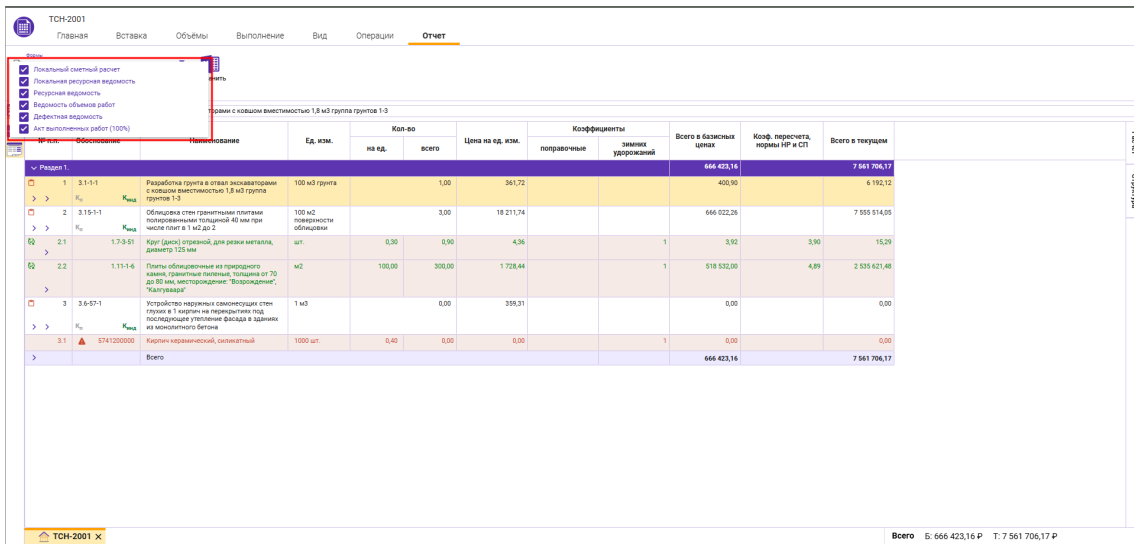 ТСН-2001
Главная Вставка Объёмы Выполнение Вид Операции Отчет
Формы
Локальный сметный расчет
Локальная ресурсная ведомость
Ресурсная ведомость
Ведомость объемов работ
Дефектная ведомость
Акт выполненных работ (100%)
нить
торами с ковшом вместимостью 1,8 м3 группа грунтов 1-3
№ п.п. Обоснование Наименование Ед. изм. Кол-во Цена на ед. изм. Коэффициенты Всего в базисных ценах Коэф. пересчета, нормы НР и СП Всего в текущем
на ед. всего поправочные зимних удорожаний
Раздел 1. 666 423,16 7 561 706,17
1 3.1-1-1 Разработка грунта в отвал экскаваторами 100 м3 грунта 1,00 361,72 400,90 6 192,12
с ковшом вместимостью 1,8 м3 группа
Кп Кинд грунтов 1-3
2 3.15-1-1 Облицовка стен гранитными плитами 100 м2 3,00 18 211,74 666 022,26 7 555 514,05
полированными толщиной 40 мм при поверхности
Кп Кинд числе плит в 1 м2 до 2 облицовки
2.1 1.7-3-51 Круг (диск) отрезной, для резки металла, шт. 0,30 0,90 4,36 1 3,92 3,90 15,29
диаметр 125 мм
2.2 1.11-1-6 Плиты облицовочные из природного м2 100,00 300,00 1 728,44 1 518 532,00 4,89 2 535 621,48
камня, гранитные пиленые, толщина от 70
до 80 мм, месторождение: "Возрождение",
"Калгуваара"
3 3.6-57-1 Устройство наружных самонесущих стен 1 м3 0,00 359,31 0,00 0,00
глухих в 1 кирпич на перекрытиях под
последующее утепление фасада в зданиях
Кп Кинд из монолитного бетона
3.1 5741200000 Кирпич керамический, силикатный 1000 шт. 0,40 0,00 0,00 1 0,00 0,00
Всего 666 423,16 7 561 706,17
ТСН-2001 X
Всего Б: 666 423,16 ₽ Т: 7 561 706,17 ₽